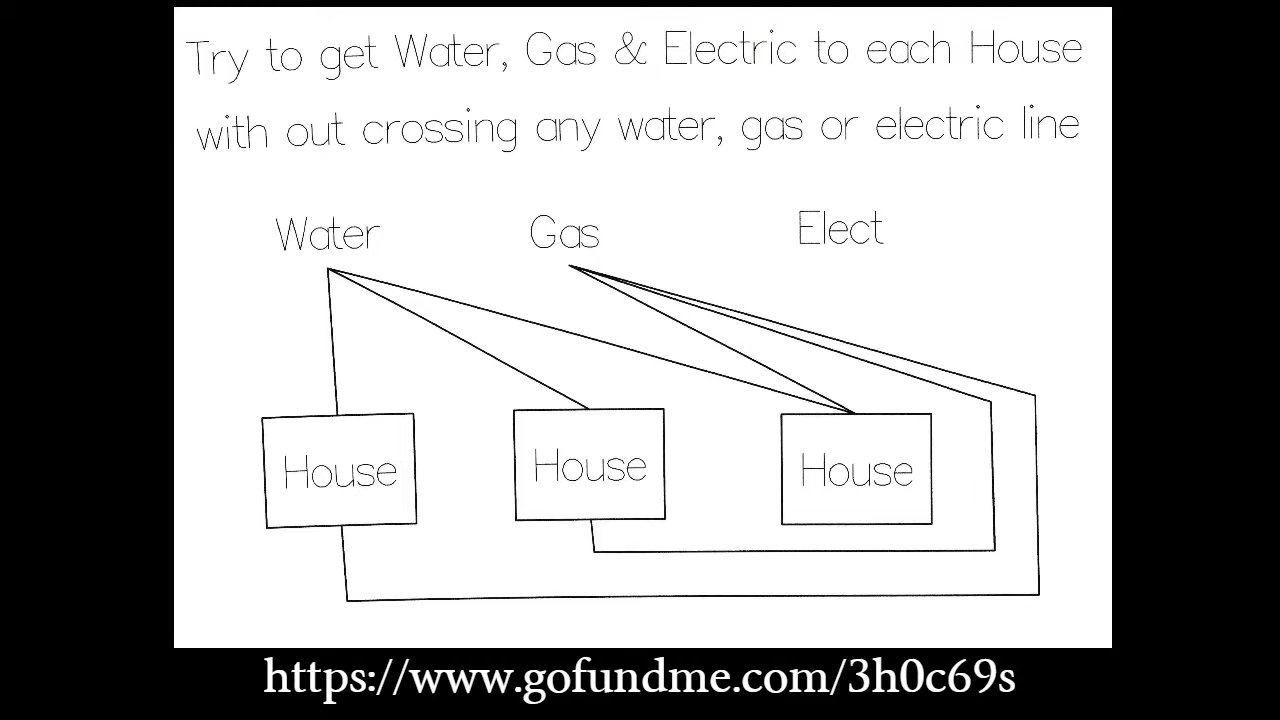 Try to get Water, Gas & Electric to each House
with out crossing any water, gas or electric line
Water Gas Elect
House House House
https://www.gofundme.com/3h0c69s